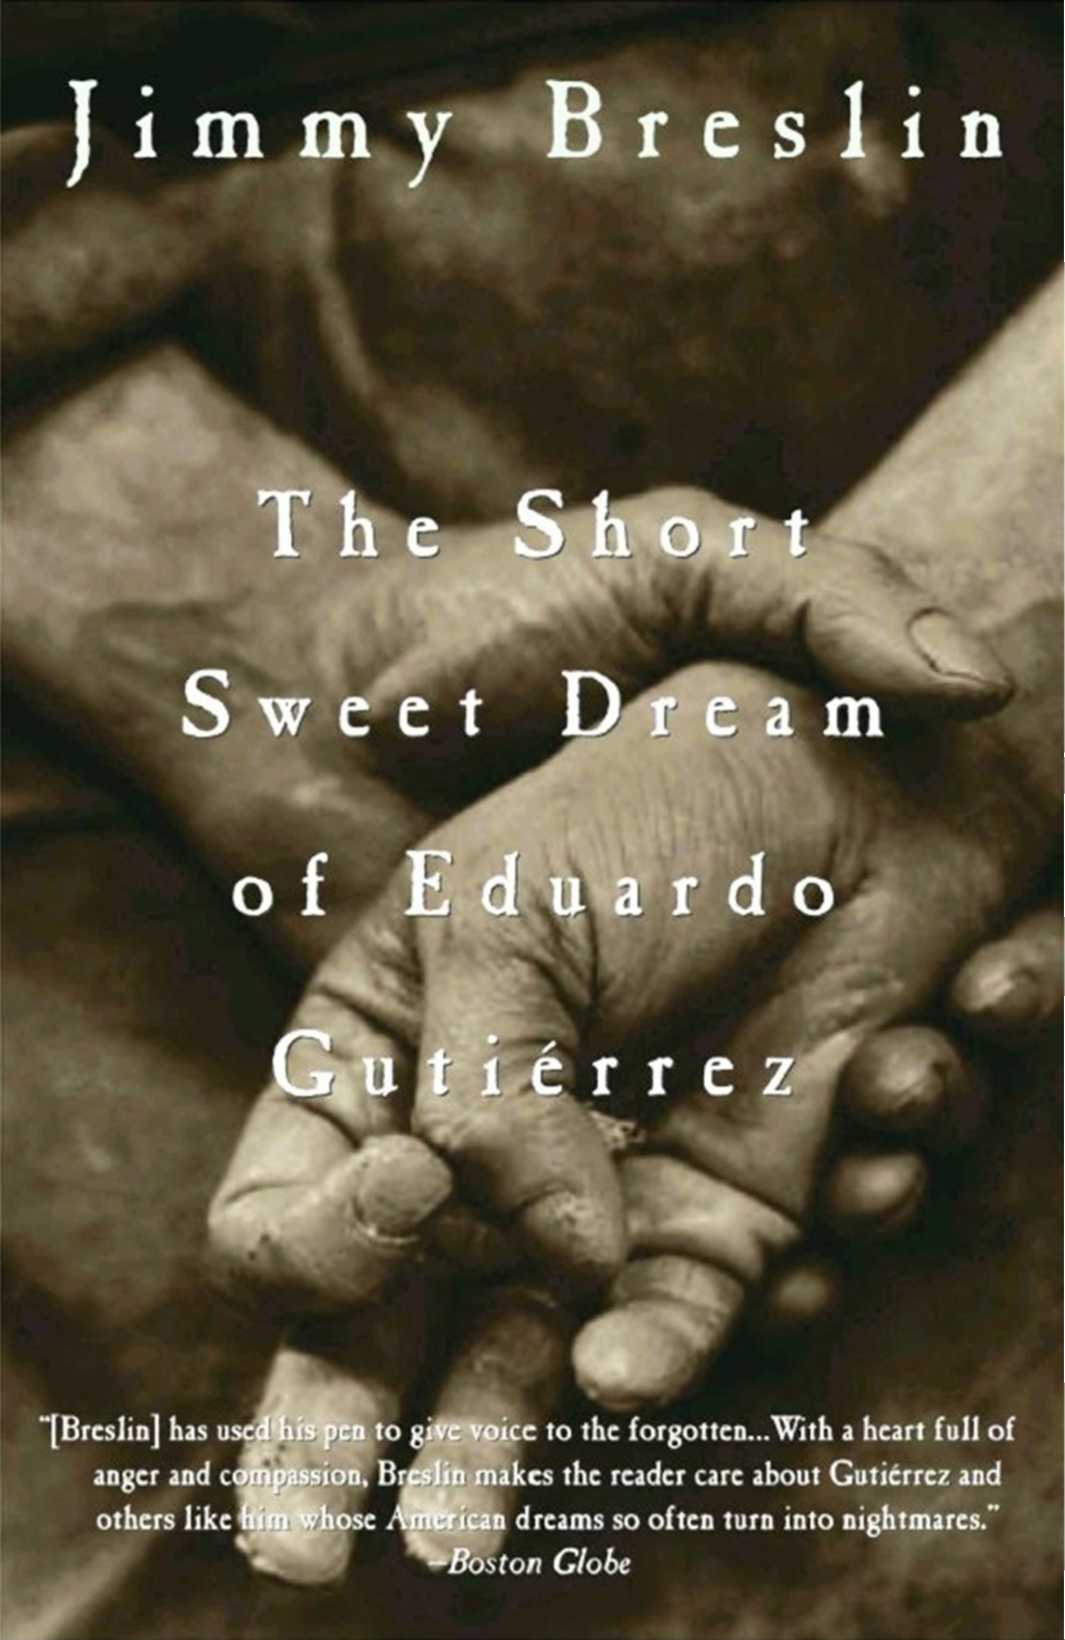 Jimmy Breslin
The Short
Sweet Dream
of Eduardo
Gutiérrez
“[Breslin] has used his pen to give voice to the forgotten...With a heart full of
anger and compassion, Breslin makes the reader care about Gutiérrez and
others like him whose American dreams so often turn into nightmares.”
—Boston Globe